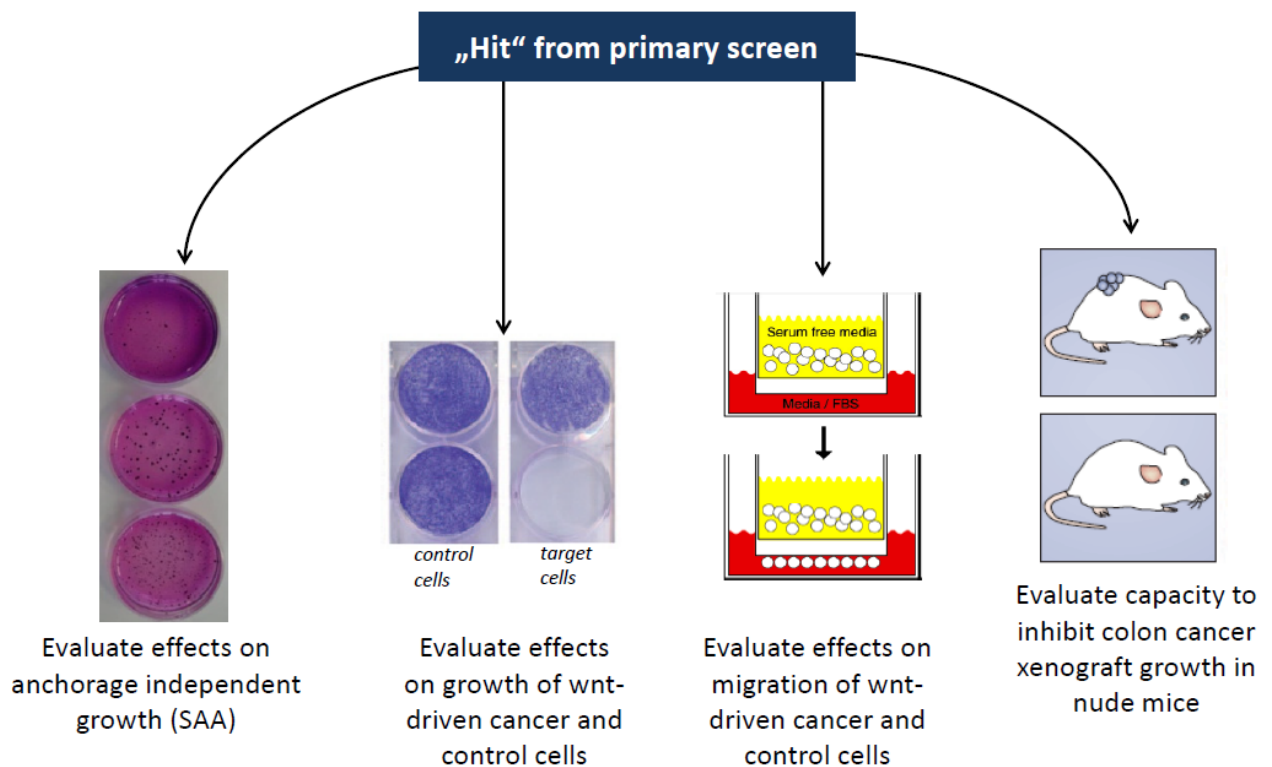 „Hit“ from primary screen
Serum free media
Media / FBS
control
cells
target
cells
Evaluate effects on
anchorage independent
growth (SAA)
Evaluate effects
on growth of wnt-
driven cancer and
control cells
Evaluate effects on
migration of wnt-
driven cancer and
control cells
Evaluate capacity to
inhibit colon cancer
xenograft growth in
nude mice